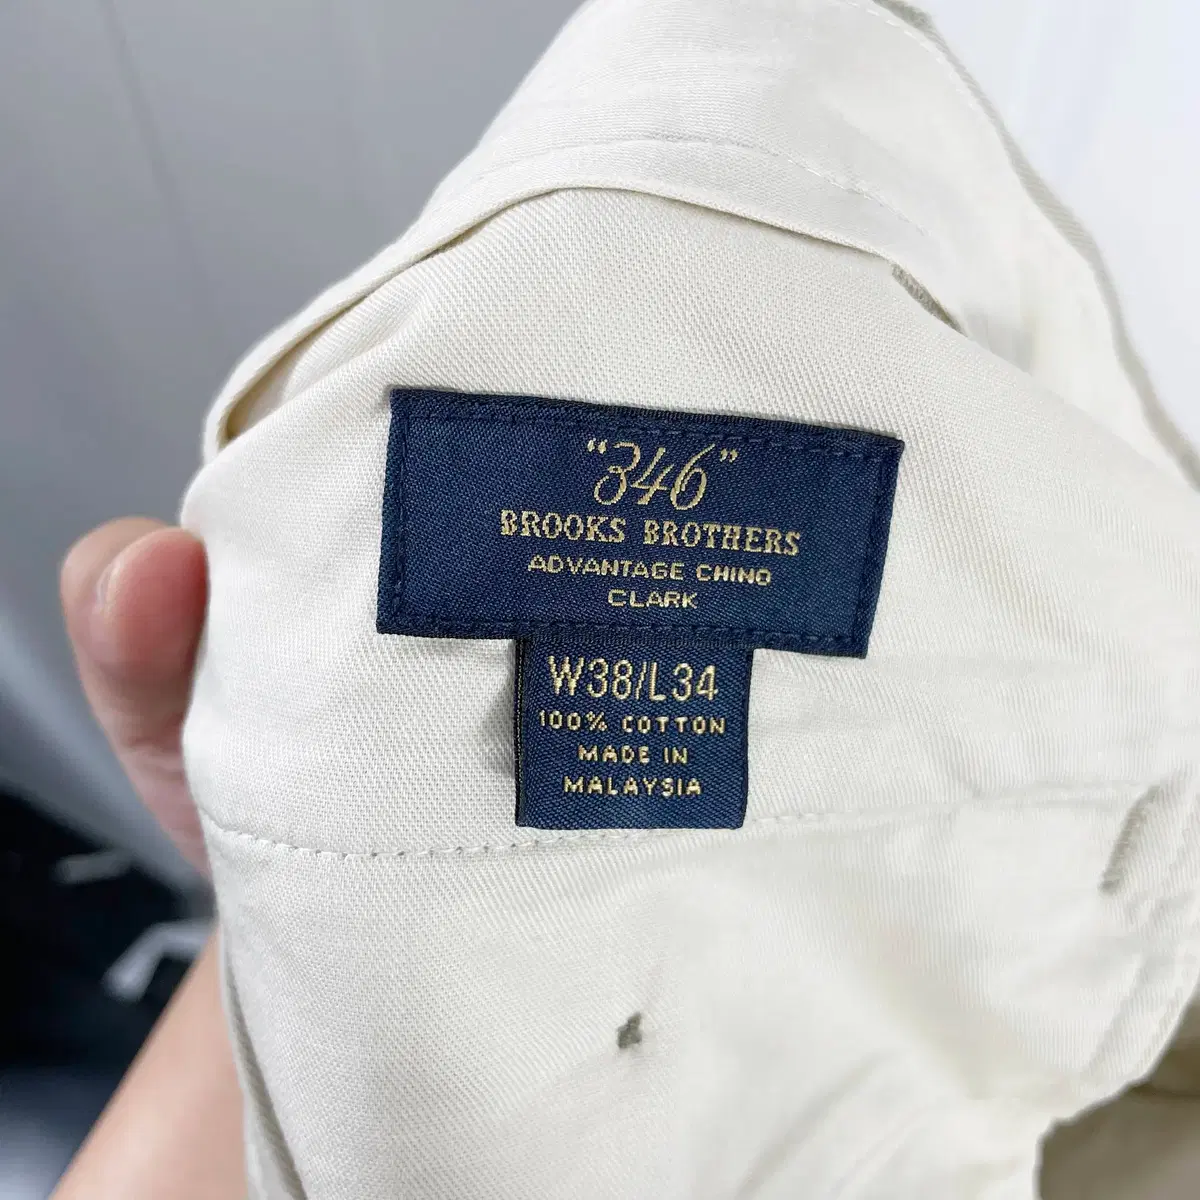 "346"
BROOKS BROTHERS
ADVANTAGE CHINO
CLARK
W38/L34
100% COTTON
MADE IN
MALAYSIA